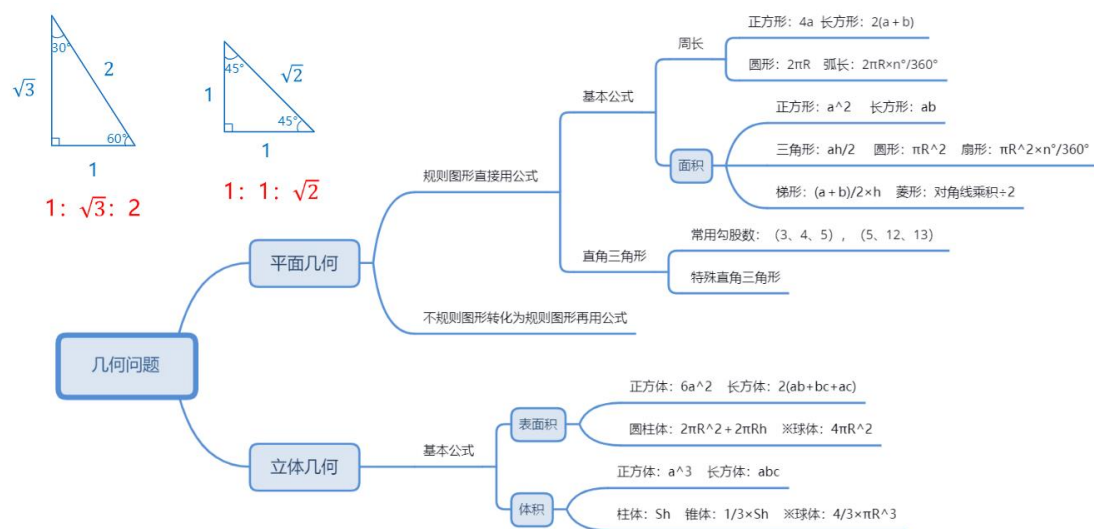 30°
√3
2
60°
1
1：√3：2
45°
1
√2
45°
1
1：1：√2
几何问题
平面几何
规则图形直接用公式
基本公式
周长
正方形：4a 长方形：2(a+b)
圆形：2πR 弧长：2πR×n°/360°
面积
正方形：a^2 长方形：ab
三角形：ah/2 圆形：πR^2 扇形：πR^2×n°/360°
梯形：(a+b)/2×h 菱形：对角线乘积÷2
直角三角形
常用勾股数：（3、4、5），（5、12、13）
特殊直角三角形
不规则图形转化为规则图形再用公式
立体几何
基本公式
表面积
正方体：6a^2 长方体：2(ab+bc+ac)
圆柱体：2πR^2+2πRh ※球体：4πR^2
体积
正方体：a^3 长方体：abc
柱体：Sh 锥体：1/3×Sh ※球体：4/3×πR^3